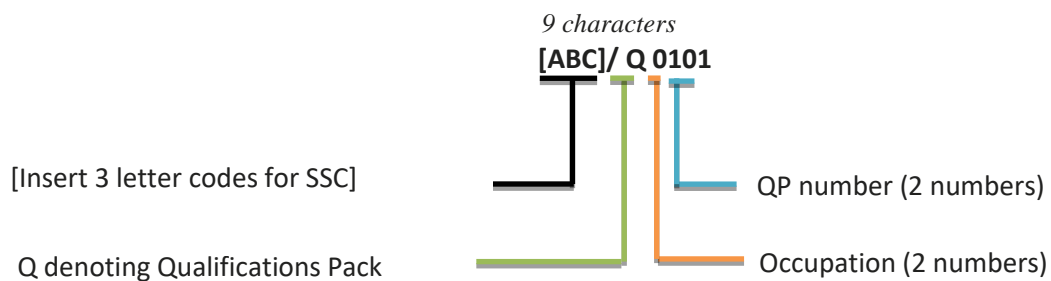 9 characters
[ABC]/ Q 0101
[Insert 3 letter codes for SSC]
QP number (2 numbers)
Q denoting Qualifications Pack
Occupation (2 numbers)